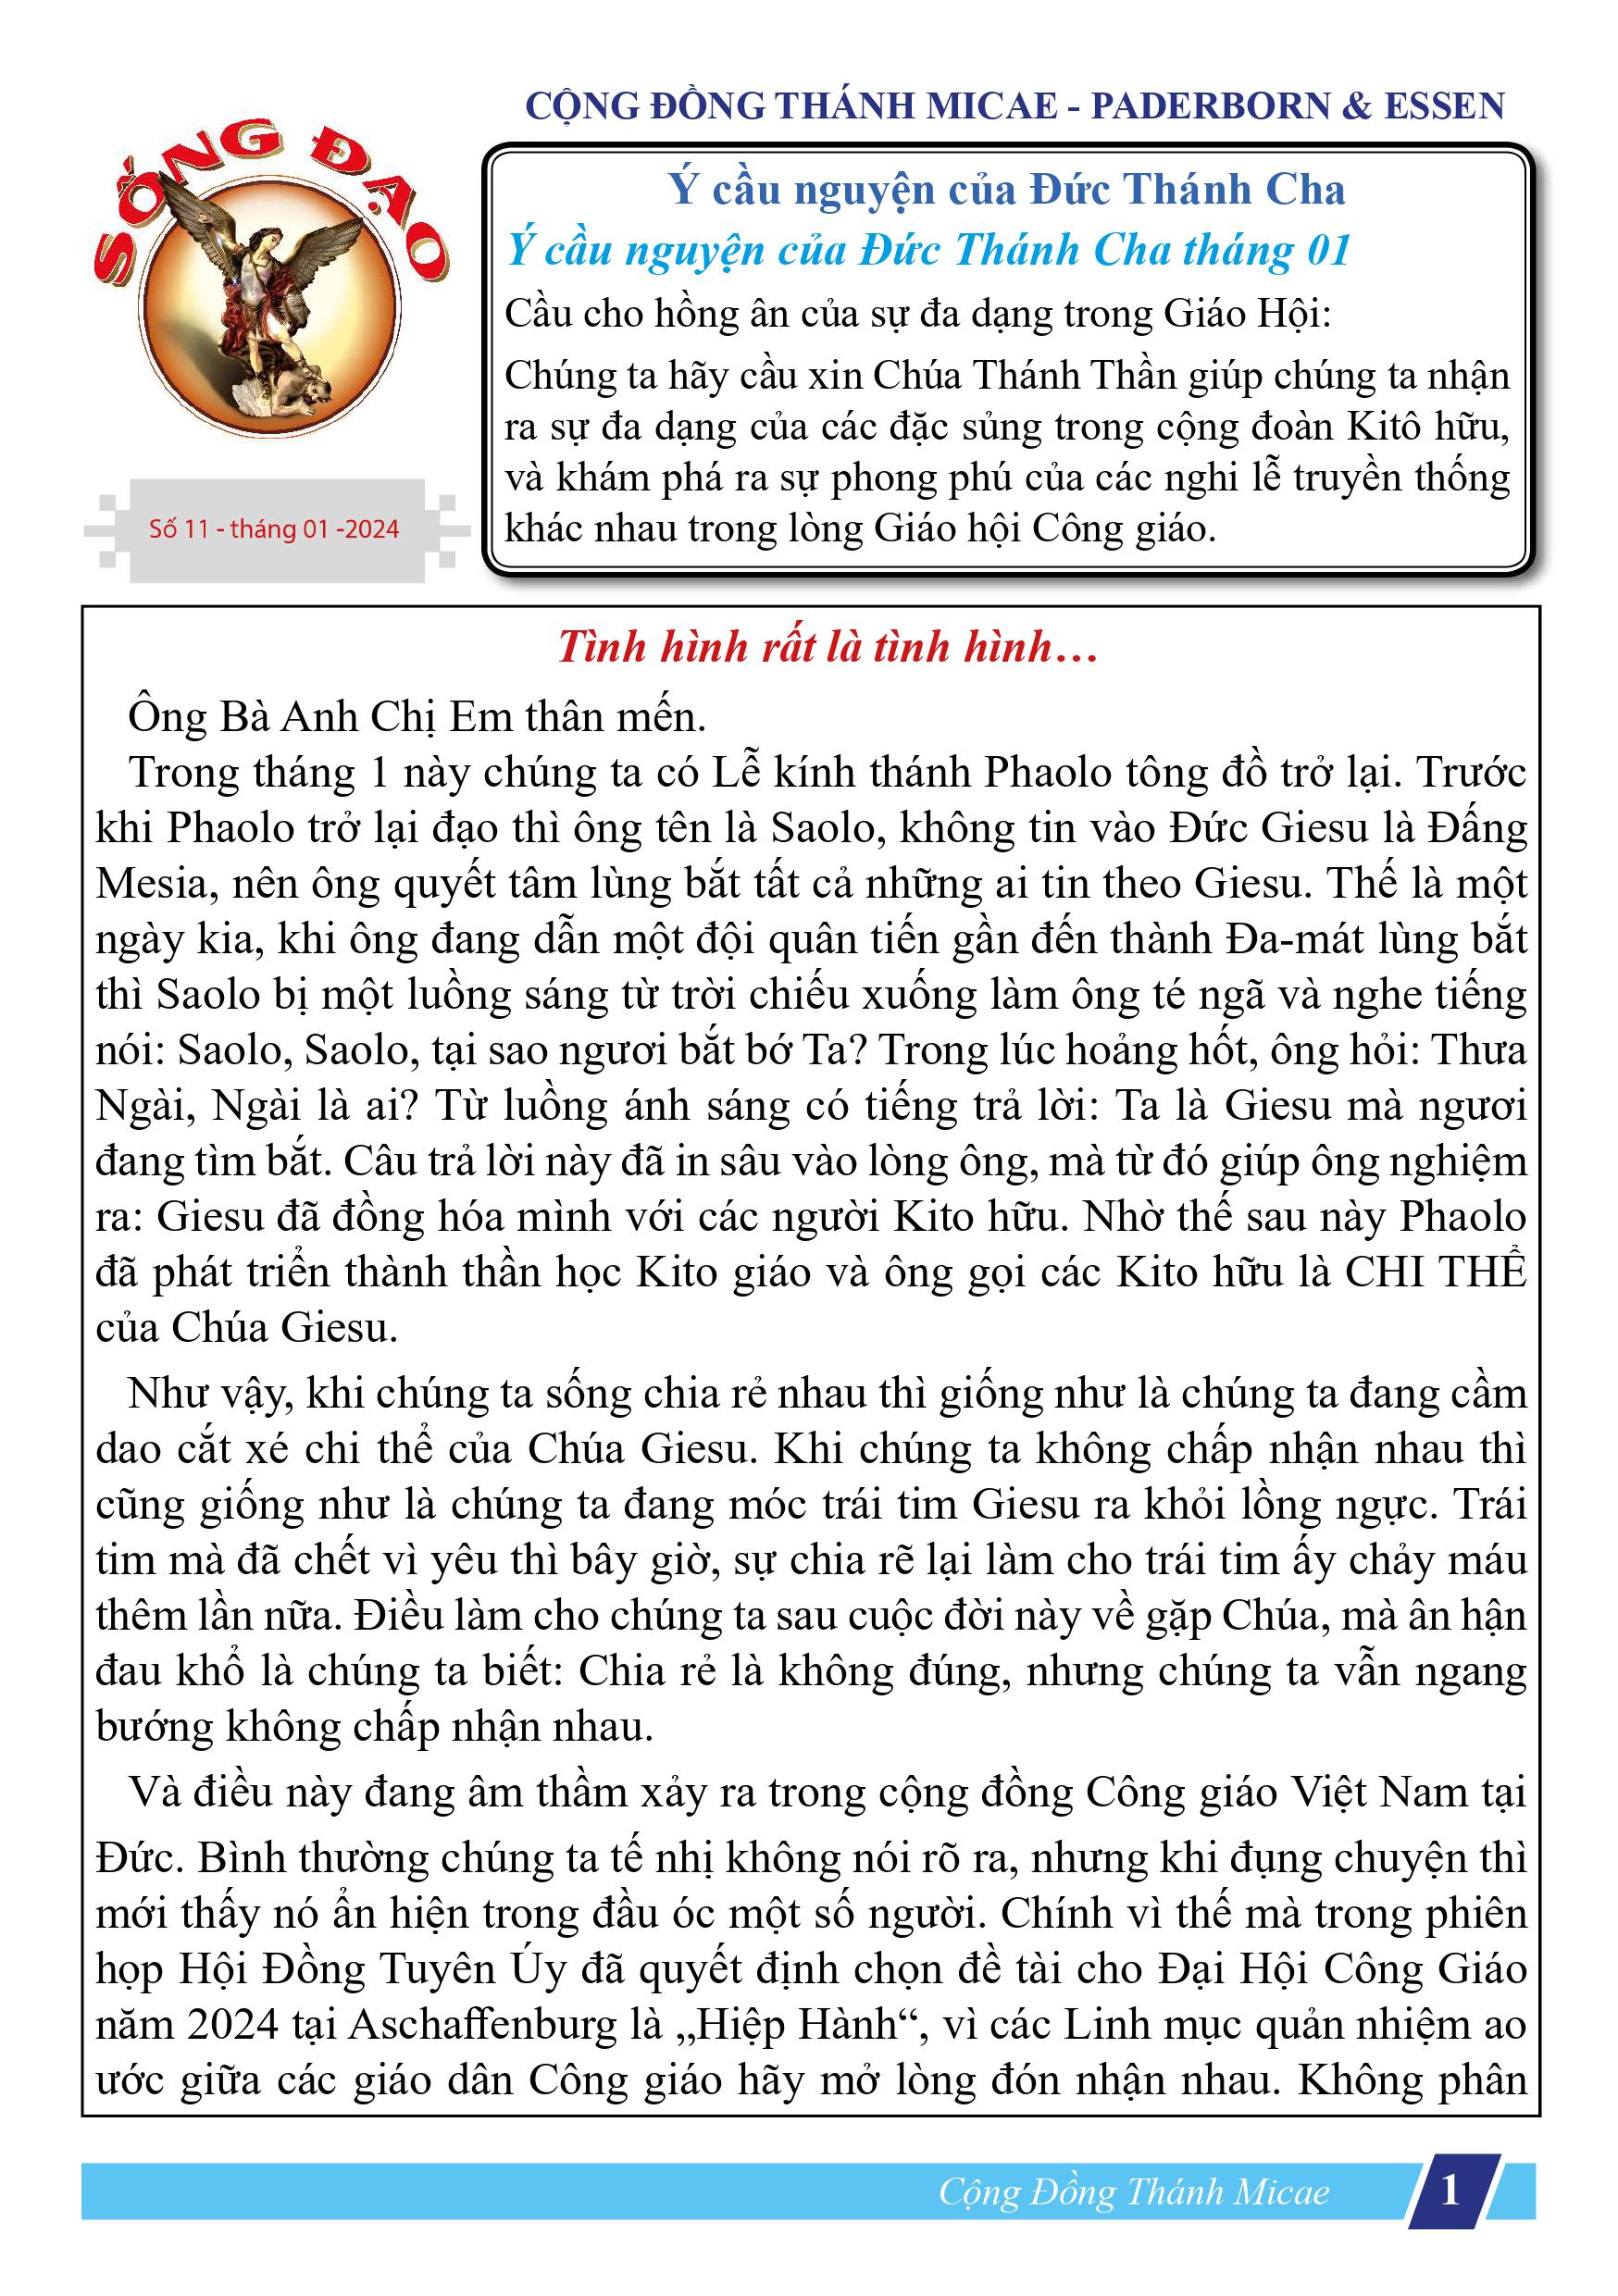 CỘNG ĐỒNG THÁNH MICAE - PADERBORN & ESSEN
SỐNG ĐẠO
Số 11 - tháng 01 -2024
Ý cầu nguyện của Đức Thánh Cha
Ý cầu nguyện của Đức Thánh Cha tháng 01
Cầu cho hồng ân của sự đa dạng trong Giáo Hội:
Chúng ta hãy cầu xin Chúa Thánh Thần giúp chúng ta nhận
ra sự đa dạng của các đặc sủng trong cộng đoàn Kitô hữu,
và khám phá ra sự phong phú của các nghi lễ truyền thống
khác nhau trong lòng Giáo hội Công giáo.
Tình hình rất là tình hình…
Ông Bà Anh Chị Em thân mến.
Trong tháng 1 này chúng ta có Lễ kính thánh Phaolo tông đồ trở lại. Trước
khi Phaolo trở lại đạo thì ông tên là Saolo, không tin vào Đức Giesu là Đấng
Mesia, nên ông quyết tâm lùng bắt tất cả những ai tin theo Giesu. Thế là một
ngày kia, khi ông đang dẫn một đội quân tiến gần đến thành Đa-mát lùng bắt
thì Saolo bị một luồng sáng từ trời chiếu xuống làm ông té ngã và nghe tiếng
nói: Saolo, Saolo, tại sao ngươi bắt bớ Ta? Trong lúc hoảng hốt, ông hỏi: Thưa
Ngài, Ngài là ai? Từ luồng ánh sáng có tiếng trả lời: Ta là Giesu mà ngươi
đang tìm bắt. Câu trả lời này đã in sâu vào lòng ông, mà từ đó giúp ông nghiệm
ra: Giesu đã đồng hóa mình với các người Kito hữu. Nhờ thế sau này Phaolo
đã phát triển thành thần học Kito giáo và ông gọi các Kito hữu là CHI THỂ
của Chúa Giesu.
Như vậy, khi chúng ta sống chia rẻ nhau thì giống như là chúng ta đang cầm
dao cắt xé chi thể của Chúa Giesu. Khi chúng ta không chấp nhận nhau thì
cũng giống như là chúng ta đang móc trái tim Giesu ra khỏi lồng ngực. Trái
tim mà đã chết vì yêu thì bây giờ, sự chia rẽ lại làm cho trái tim ấy chảy máu
thêm lần nữa. Điều làm cho chúng ta sau cuộc đời này về gặp Chúa, mà ân hận
đau khổ là chúng ta biết: Chia rẻ là không đúng, nhưng chúng ta vẫn ngang
bướng không chấp nhận nhau.
Và điều này đang âm thầm xảy ra trong cộng đồng Công giáo Việt Nam tại
Đức. Bình thường chúng ta tế nhị không nói rõ ra, nhưng khi đụng chuyện thì
mới thấy nó ẩn hiện trong đầu óc một số người. Chính vì thế mà trong phiên
họp Hội Đồng Tuyên Úy đã quyết định chọn đề tài cho Đại Hội Công Giáo
năm 2024 tại Aschaffenburg là „Hiệp Hành“, vì các Linh mục quản nhiệm ao
ước giữa các giáo dân Công giáo hãy mở lòng đón nhận nhau. Không phân
Cộng Đồng Thánh Micae
1